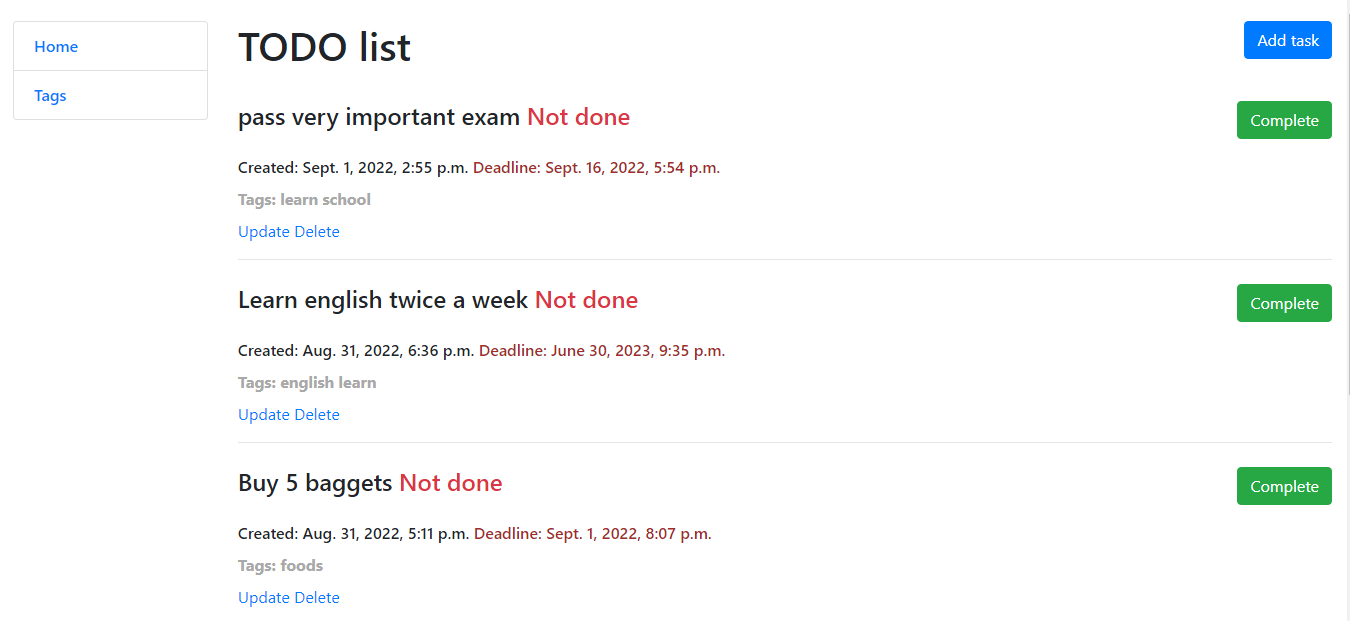 Home
Tags
TODO list
Add task
pass very important exam Not done
Complete
Created: Sept. 1, 2022, 2:55 p.m. Deadline: Sept. 16, 2022, 5:54 p.m.
Tags: learn school
Update Delete
Learn english twice a week Not done
Complete
Created: Aug. 31, 2022, 6:36 p.m. Deadline: June 30, 2023, 9:35 p.m.
Tags: english learn
Update Delete
Buy 5 baggets Not done
Complete
Created: Aug. 31, 2022, 5:11 p.m. Deadline: Sept. 1, 2022, 8:07 p.m.
Tags: foods
Update Delete